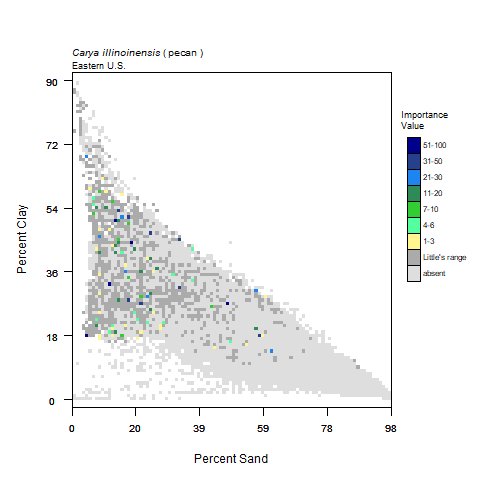 Carya illinoinensis ( pecan )
Eastern U.S.
Importance
Value
51-100
31-50
21-30
11-20
7-10
4-6
1-3
Little's range
absent
Percent Clay
90
72
54
36
18
0
0 20 39 59 78 98
Percent Sand